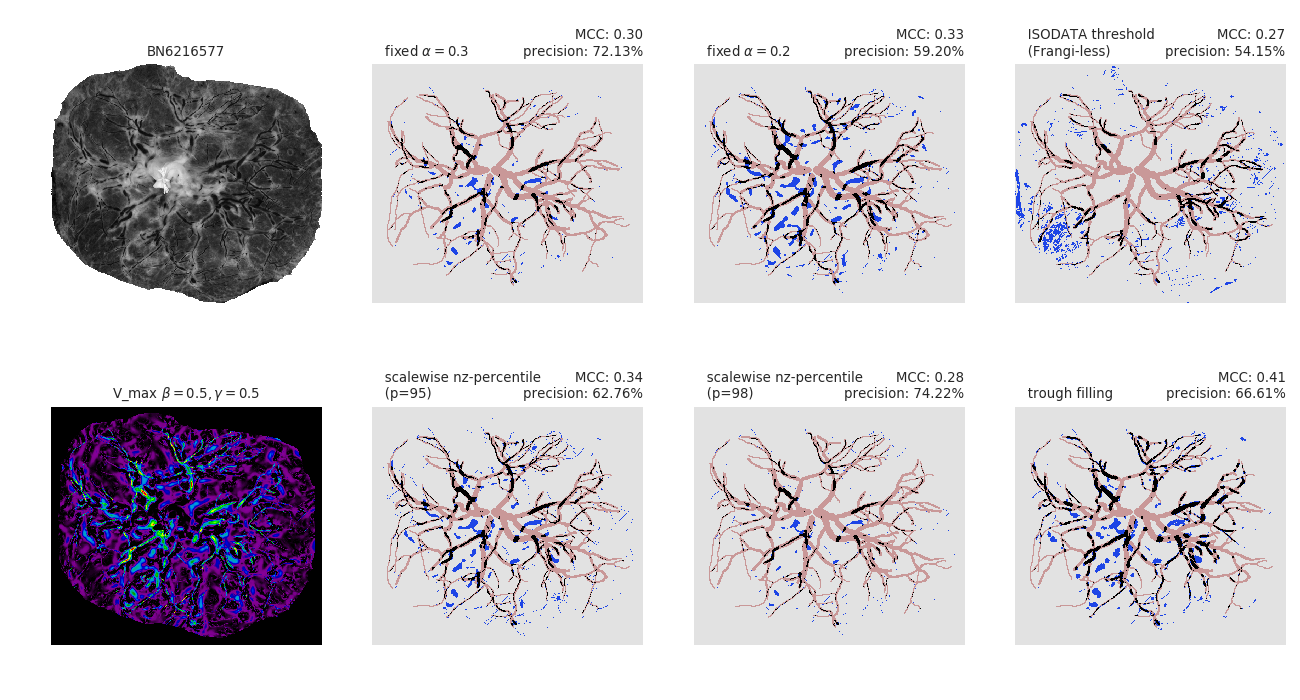 BN6216577
fixed α = 0.3
MCC: 0.30
precision: 72.13%
fixed α = 0.2
MCC: 0.33
precision: 59.20%
ISODATA threshold
(Frangi-less)
MCC: 0.27
precision: 54.15%
V_max β = 0.5, γ = 0.5
scalewise nz-percentile
(p=95)
MCC: 0.34
precision: 62.76%
scalewise nz-percentile
(p=98)
MCC: 0.28
precision: 74.22%
trough filling
MCC: 0.41
precision: 66.61%